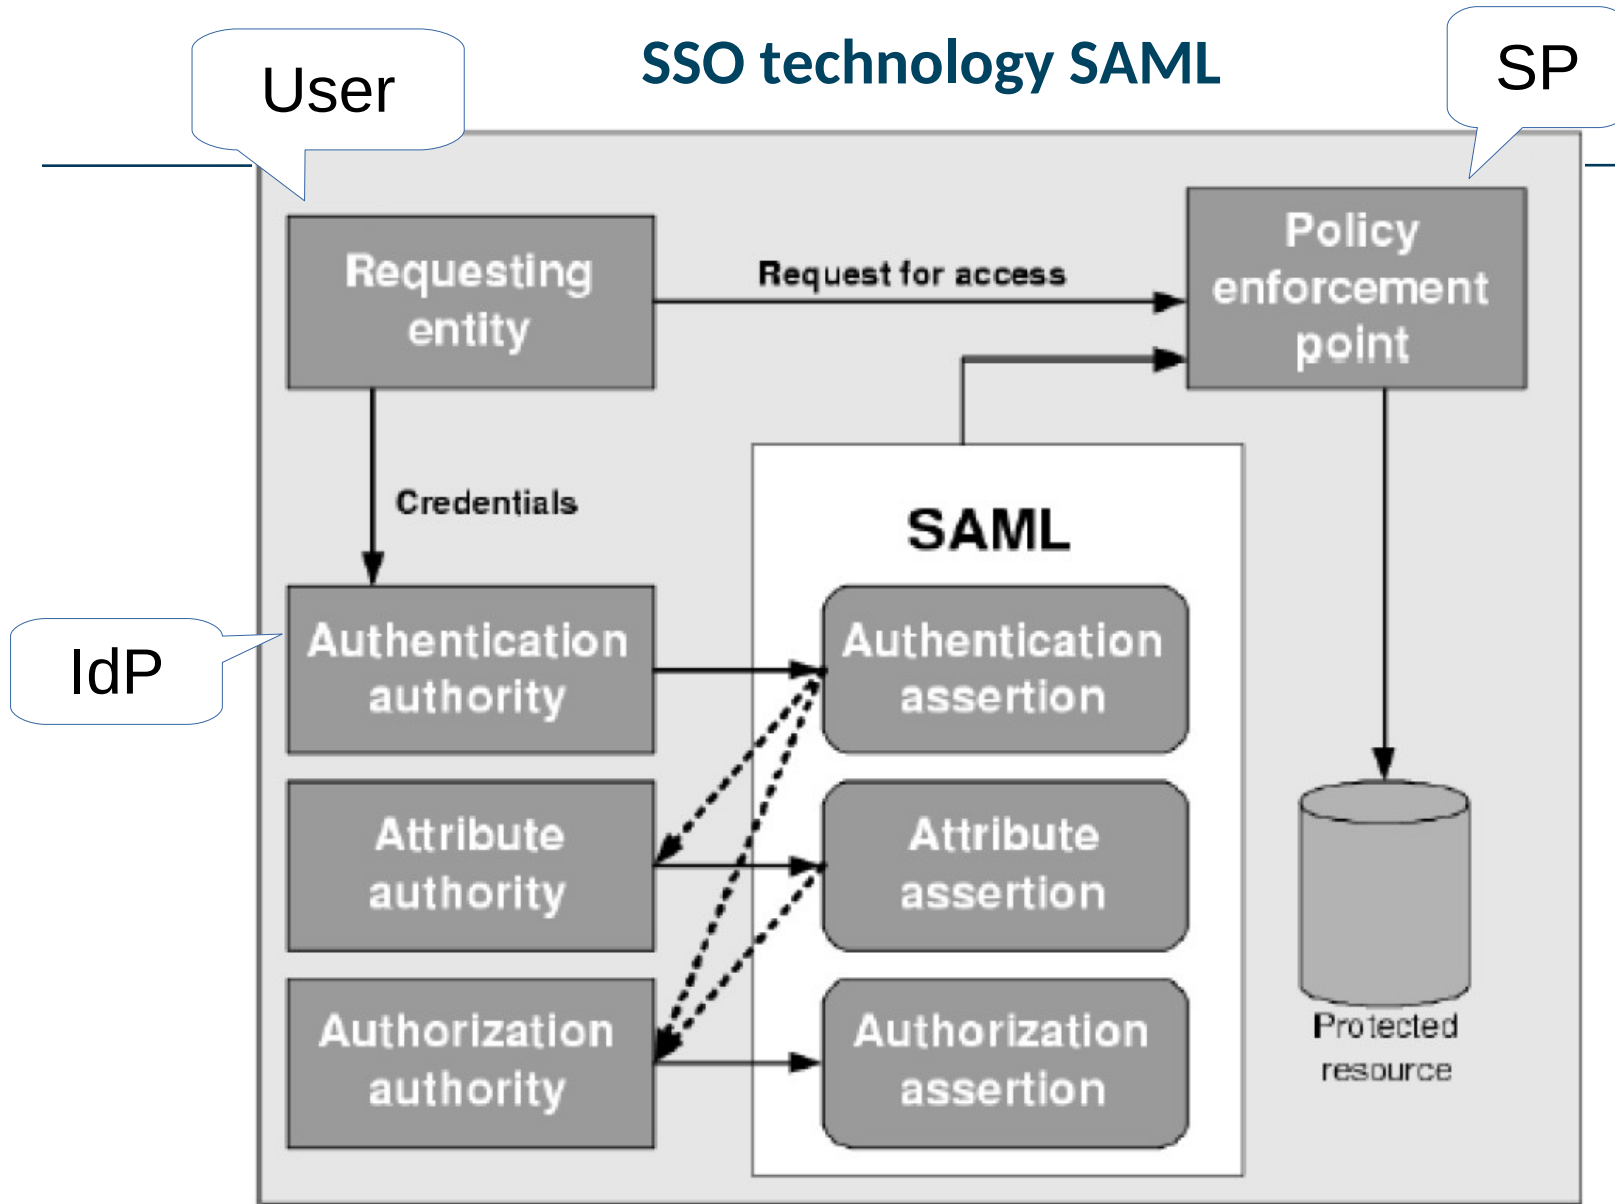 SSO technology SAML
User
SP
Requesting
entity
Request for access
Policy
enforcement
point
Credentials
SAML
IdP
Authentication
authority
Authentication
assertion
Attribute
authority
Attribute
assertion
Authorization
authority
Authorization
assertion
Protected
resource